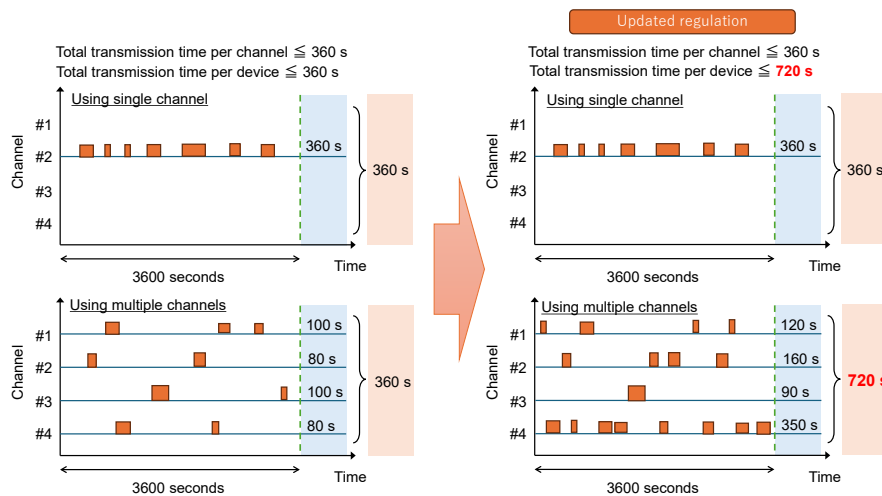 Updated regulation
Total transmission time per channel ≦ 360 s
Total transmission time per device ≦ 360 s
Using single channel
Channel
#1
#2
#3
#4
360 s
360 s
Time
3600 seconds
Using multiple channels
Channel
#1
#2
#3
#4
100 s
80 s
100 s
80 s
360 s
Time
3600 seconds
Total transmission time per channel ≦ 360 s
Total transmission time per device ≦ 720 s
Using single channel
Channel
#1
#2
#3
#4
360 s
360 s
Time
3600 seconds
Using multiple channels
Channel
#1
#2
#3
#4
120 s
160 s
90 s
350 s
720 s
Time
3600 seconds